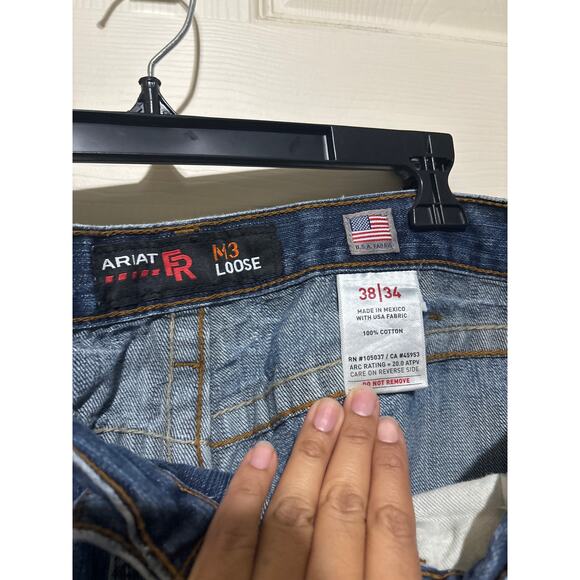 ARIAT FR
M3
LOOSE
U.S.A. FABRIC
38|34
MADE IN MEXICO
WITH USA FABRIC
100% COTTON
RN #105037 / CA #45953
ARC RATING = 20.0 ATPV
CARE ON REVERSE SIDE
DO NOT REMOVE